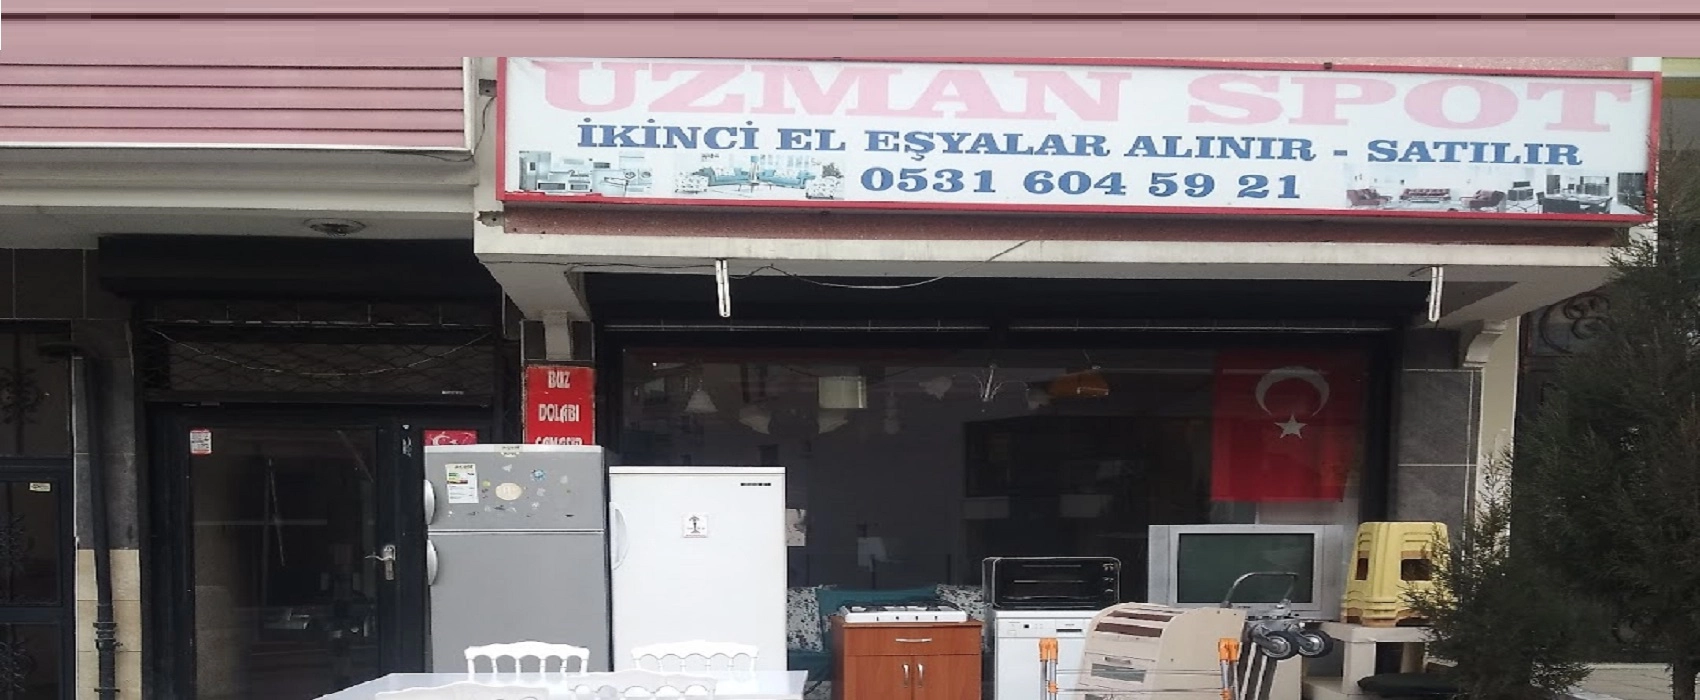 UZMAN SPOT
İKİNCİ EL EŞYALAR ALINIR - SATILIR
0531 604 59 21
BUZ
DOLABI